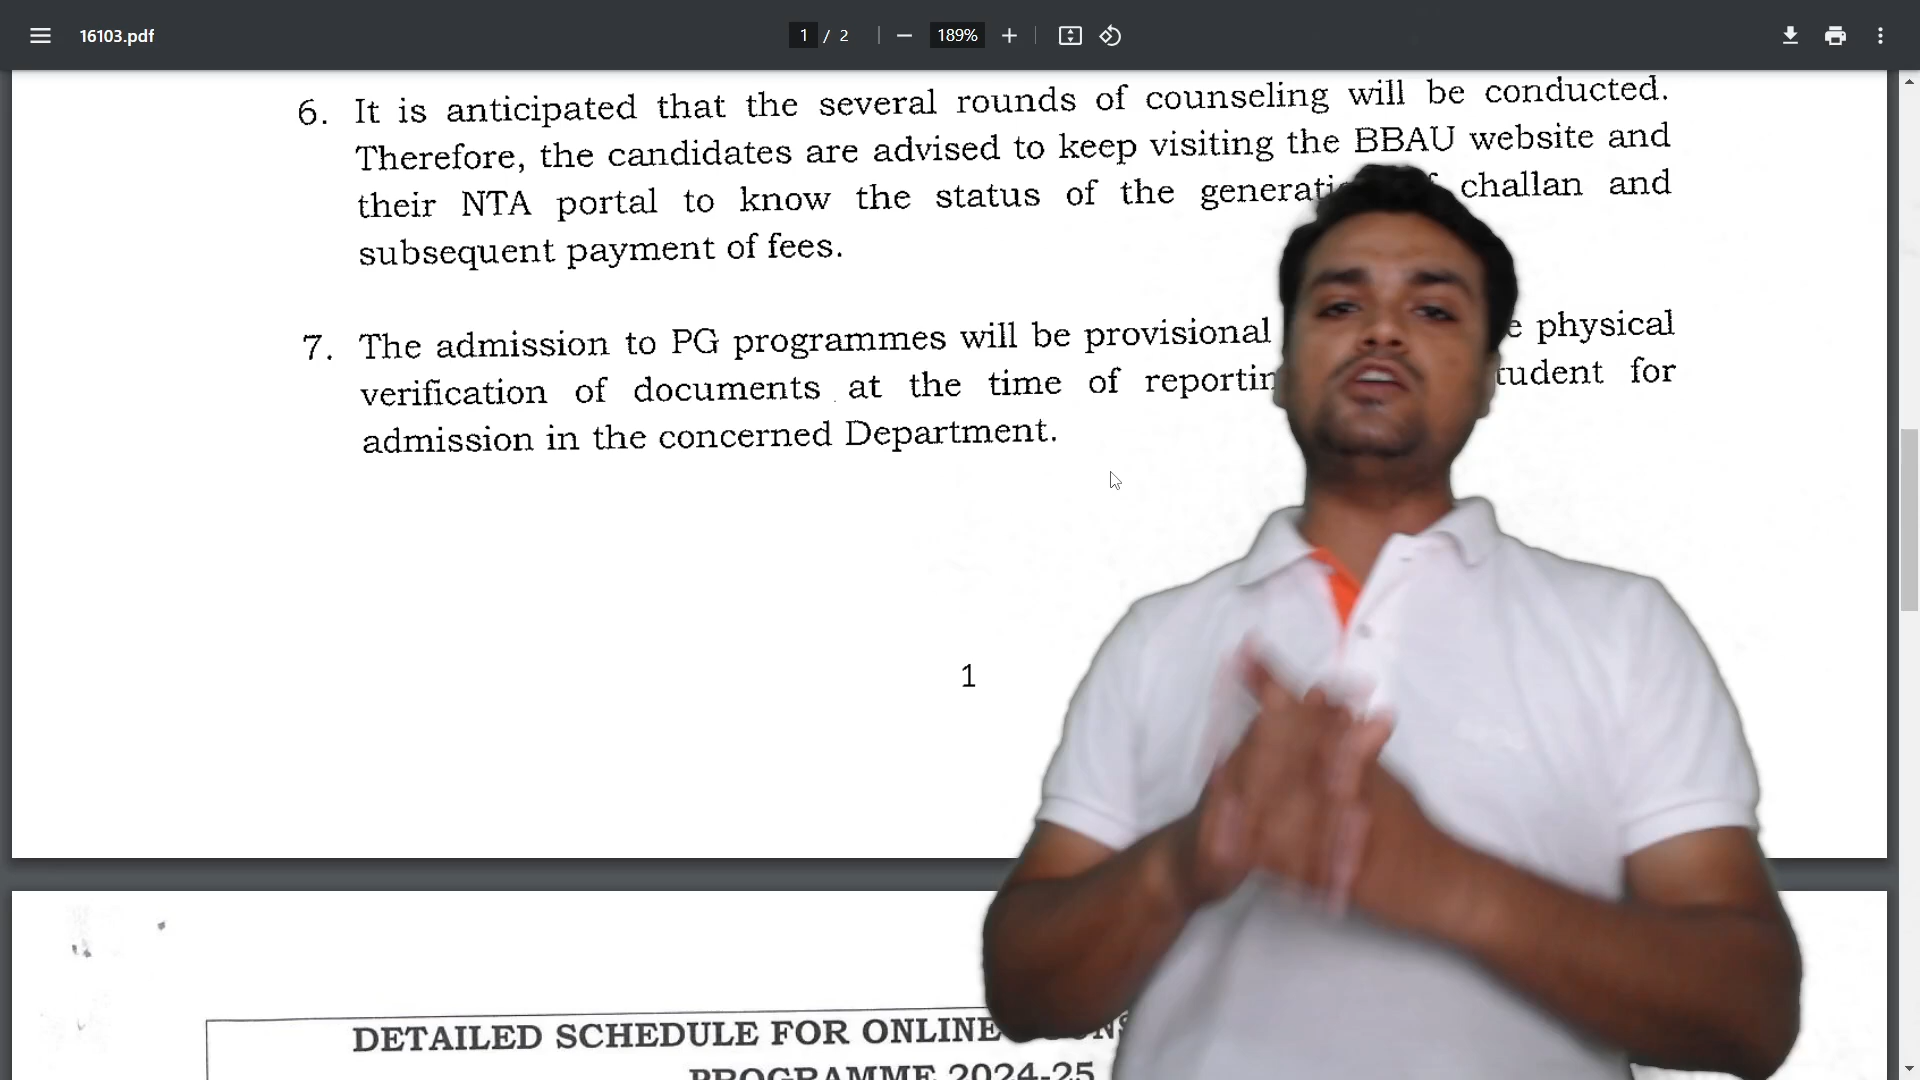 16103.pdf
1 / 2
189%
6. It is anticipated that the several rounds of counseling will be conducted.
Therefore, the candidates are advised to keep visiting the BBAU website and
their NTA portal to know the status of the challan and
subsequent payment of fees.
7. The admission to PG programmes will be provisional physical
verification of documents at the time of for
admission in the concerned Department.
1
DETAILED SCHEDULE FOR ONLINE
PROGRAMME 2024-25